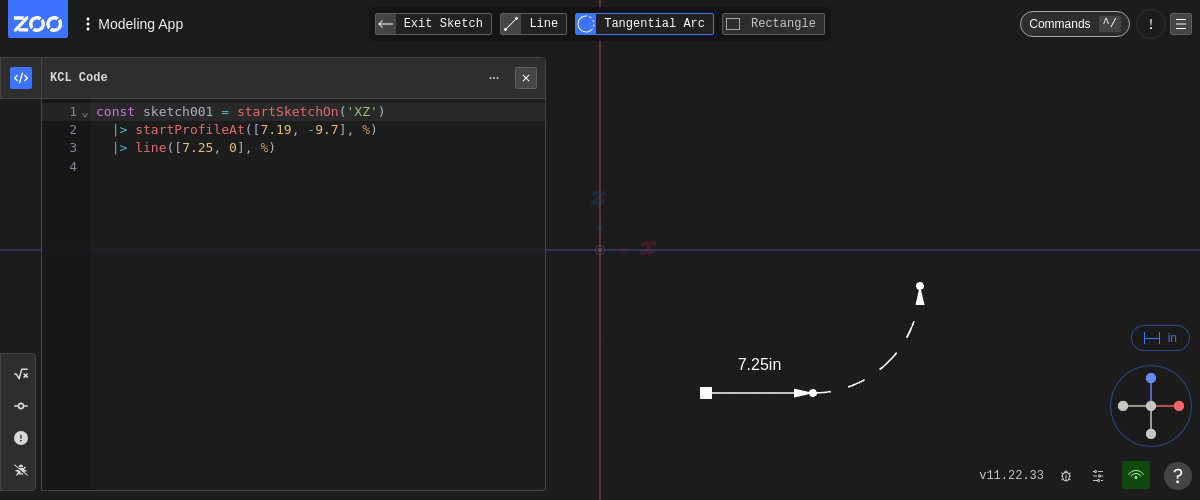 ZOO
Modeling App
Exit Sketch
Line
Tangential Arc
Rectangle
Commands ^/
!
KCL Code
1 const sketch001 = startSketchOn('XZ')
2 |> startProfileAt([7.19, -9.7], %)
3 |> line([7.25, 0], %)
4
z
x
7.25in
in
v11.22.33
?